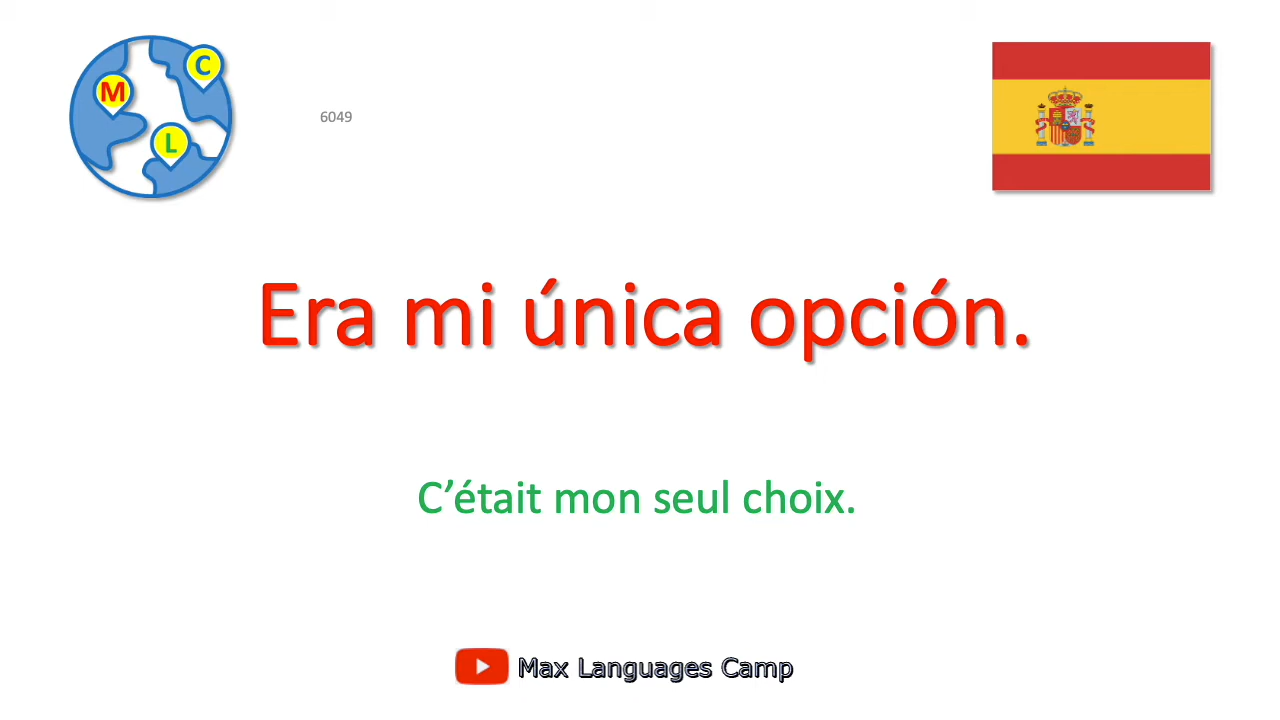 M
C
L
6049
Era mi única opción.
C’était mon seul choix.
Max Languages Camp